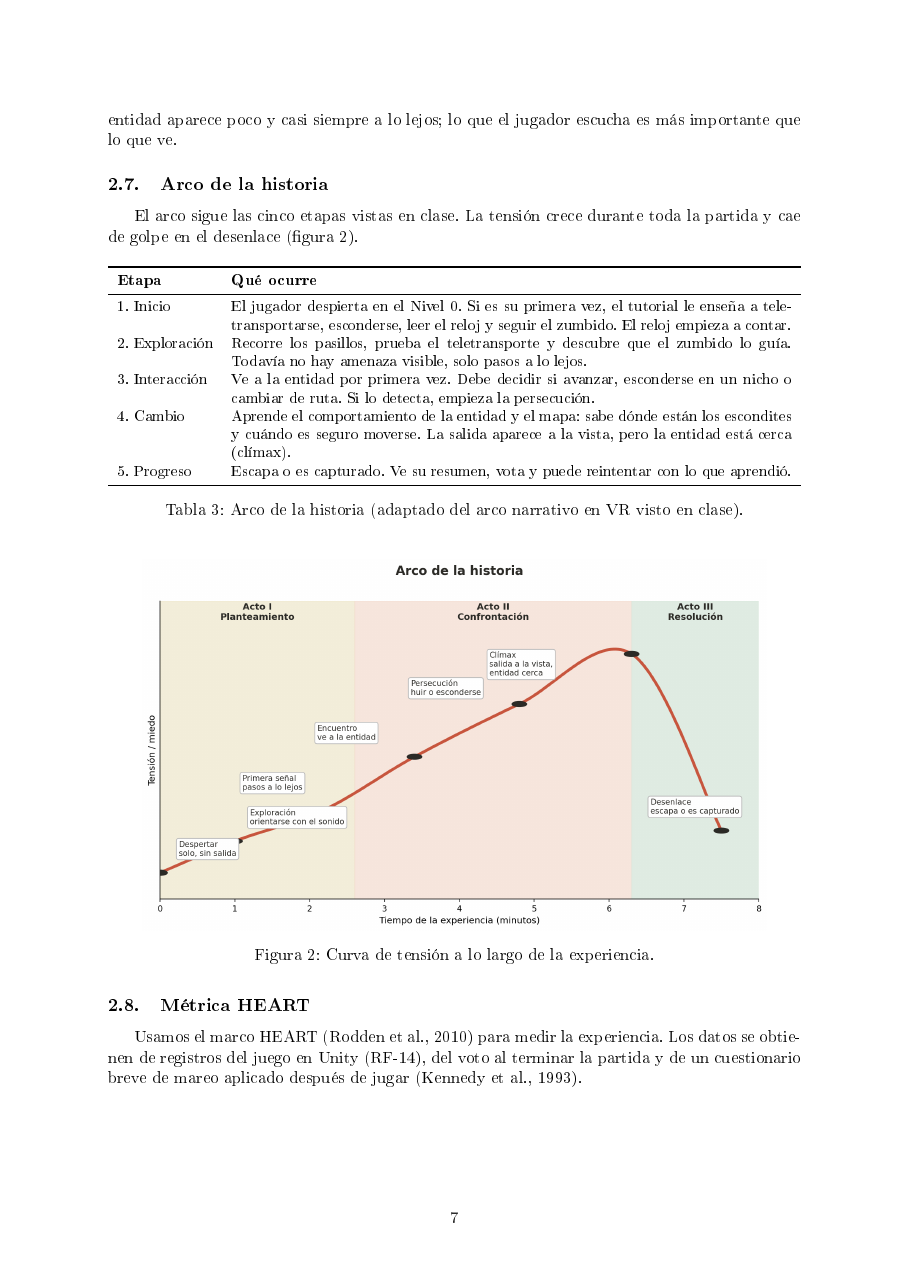 entidad aparece poco y casi siempre a lo lejos; lo que el jugador escucha es más importante que
lo que ve.
2.7. Arco de la historia
El arco sigue las cinco etapas vistas en clase. La tensión crece durante toda la partida y cae
de golpe en el desenlace (figura 2).
Etapa Qué ocurre
1. Inicio El jugador despierta en el Nivel 0. Si es su primera vez, el tutorial le enseña a tele-
transportarse, esconderse, leer el reloj y seguir el zumbido. El reloj empieza a contar.
2. Exploración Recorre los pasillos, prueba el teletransporte y descubre que el zumbido lo guía.
Todavía no hay amenaza visible, solo pasos a lo lejos.
3. Interacción Ve a la entidad por primera vez. Debe decidir si avanzar, esconderse en un nicho o
cambiar de ruta. Si lo detecta, empieza la persecución.
4. Cambio Aprende el comportamiento de la entidad y el mapa: sabe dónde están los escondites
y cuándo es seguro moverse. La salida aparece a la vista, pero la entidad está cerca
(clímax).
5. Progreso Escapa o es capturado. Ve su resumen, vota y puede reintentar con lo que aprendió.
Tabla 3: Arco de la historia (adaptado del arco narrativo en VR visto en clase).
Arco de la historia
Acto I
Planteamiento
Acto II
Confrontación
Acto III
Resolución
Clímax
salida a la vista,
entidad cerca
Persecución
huir o esconderse
Encuentro
ve a la entidad
Primera señal
pasos a lo lejos
Exploración
orientarse con el sonido
Despertar
solo, sin salida
Desenlace
escapa o es capturado
Tensión / miedo
0 1 2 3 4 5 6 7 8
Tiempo de la experiencia (minutos)
Figura 2: Curva de tensión a lo largo de la experiencia.
2.8. Métrica HEART
Usamos el marco HEART (Rodden et al., 2010) para medir la experiencia. Los datos se obtie-
nen de registros del juego en Unity (RF-14), del voto al terminar la partida y de un cuestionario
breve de mareo aplicado después de jugar (Kennedy et al., 1993).
7